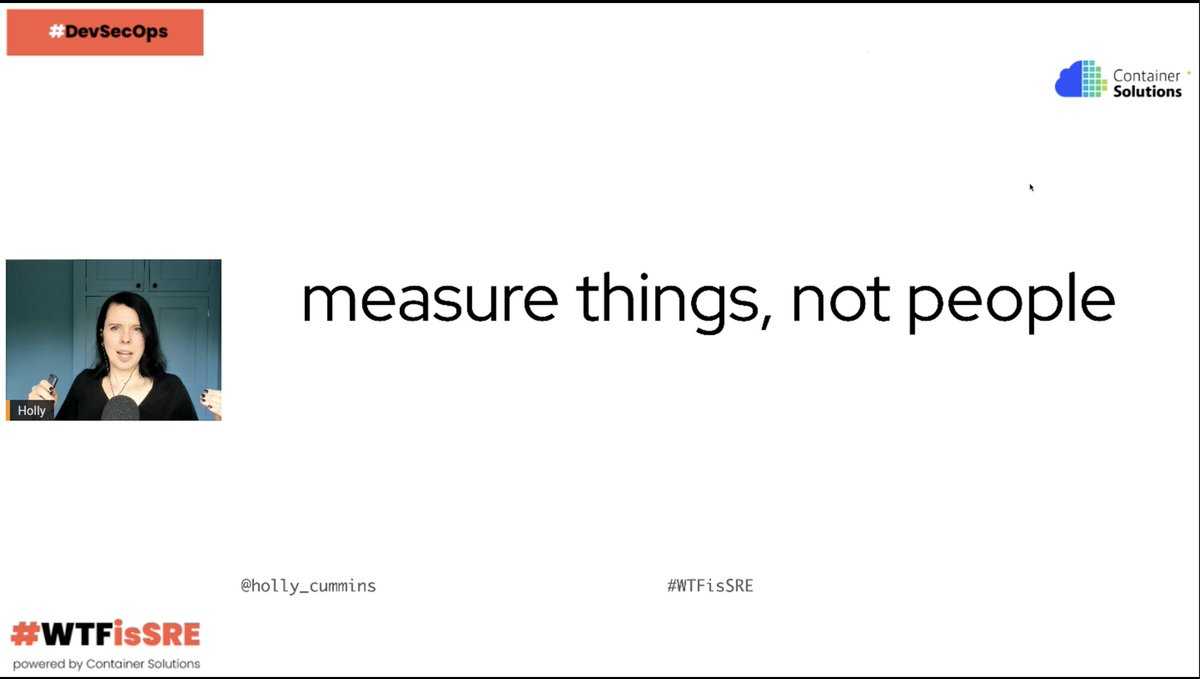 #DevSecOps
Container
Solutions
measure things, not people
Holly
@holly_cummins
#WTFisSRE
#WTFisSRE
powered by Container Solutions